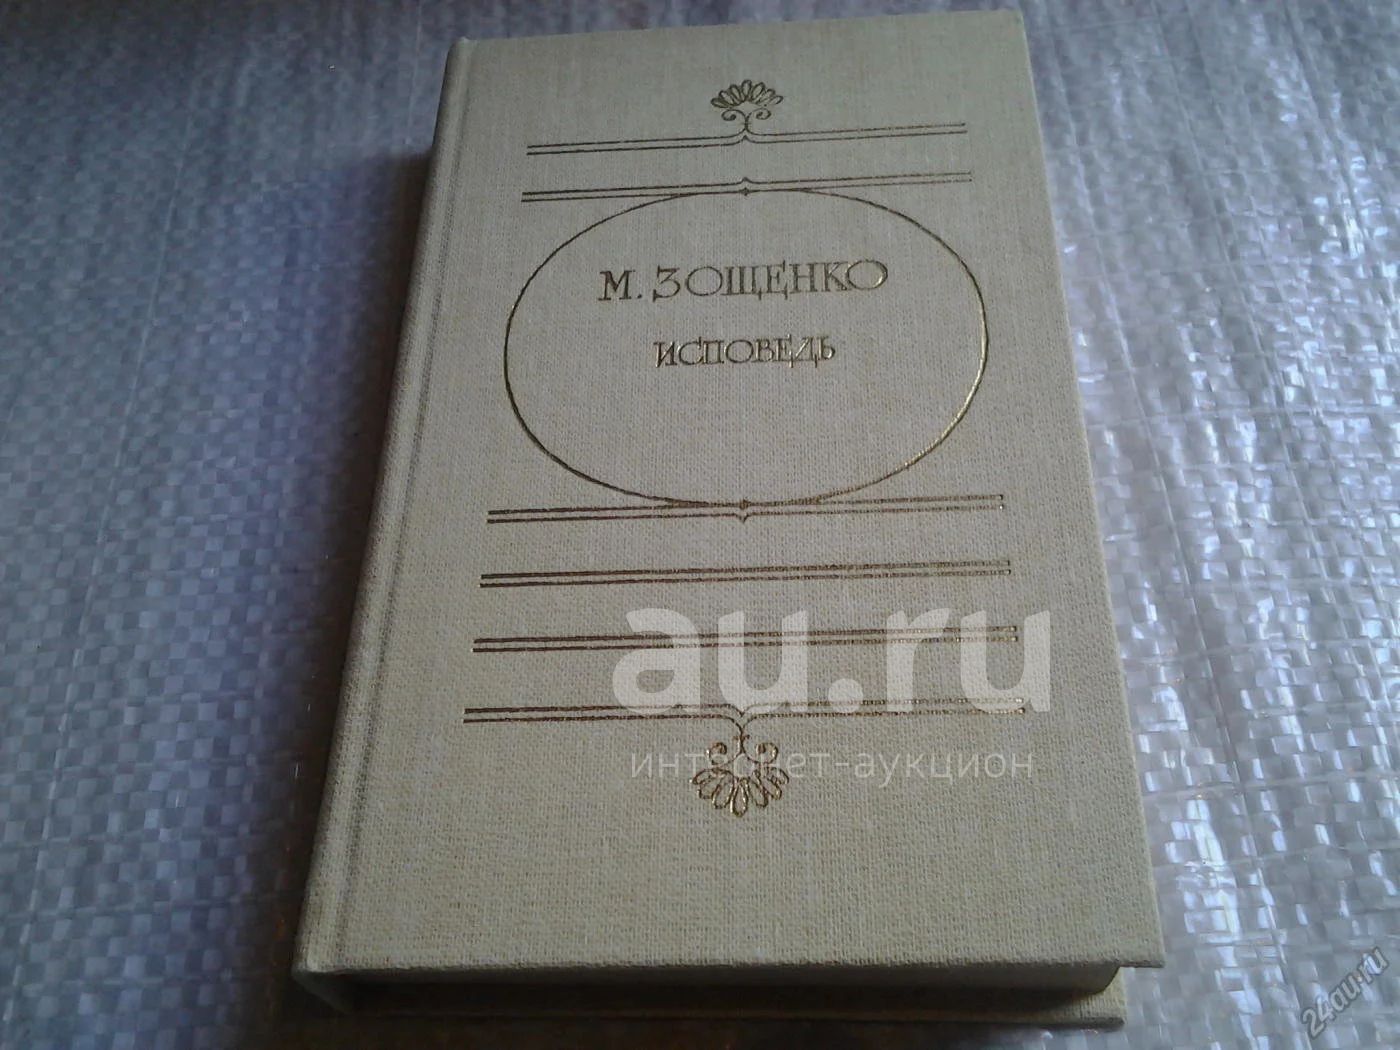 М. ЗОЩЕНКО
ИСПОВЕДЬ
au.ru
интернет-аукцион
24au.ru